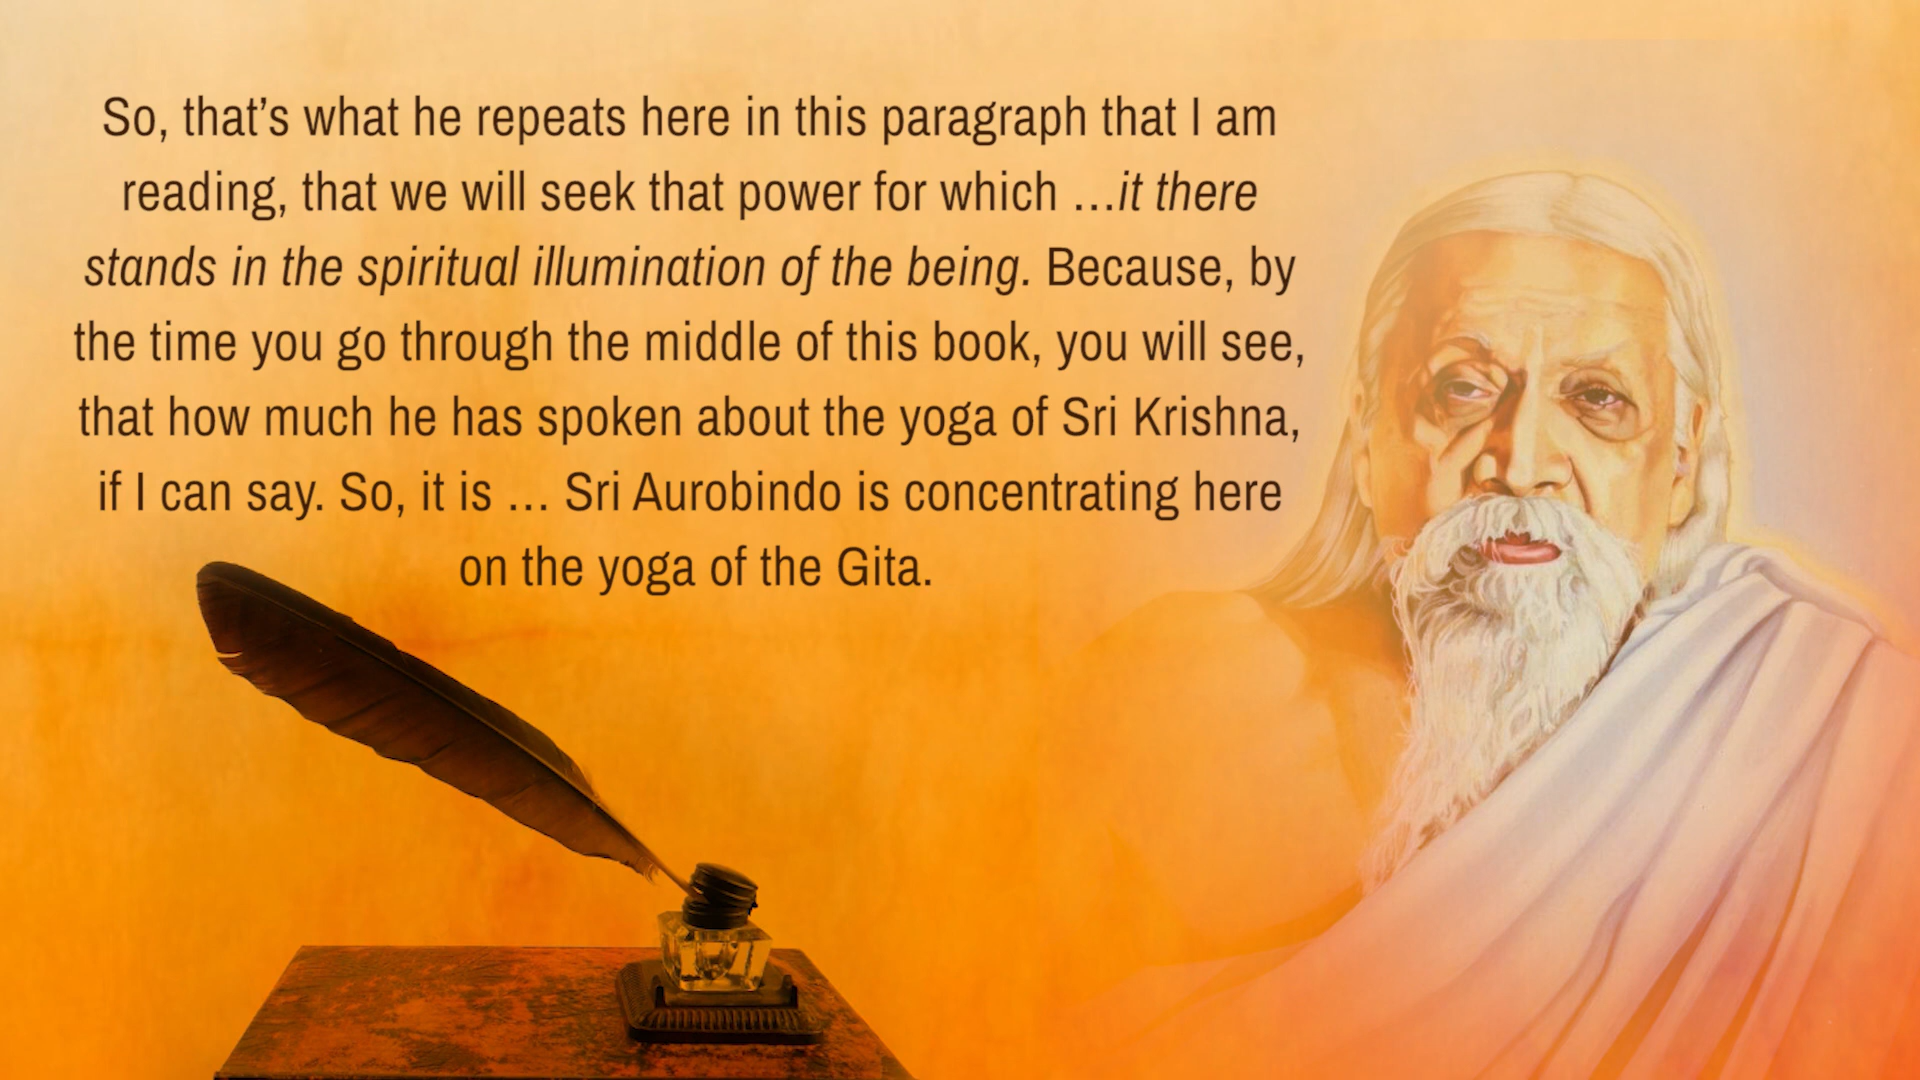 So, that’s what he repeats here in this paragraph that I am
reading, that we will seek that power for which …it there
stands in the spiritual illumination of the being. Because, by
the time you go through the middle of this book, you will see,
that how much he has spoken about the yoga of Sri Krishna,
if I can say. So, it is … Sri Aurobindo is concentrating here
on the yoga of the Gita.